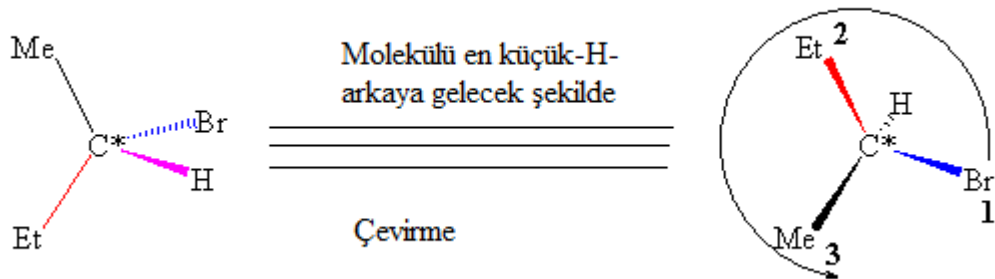 Me
Br
C*
H
Et
Molekülü en küçük-H-
arkaya gelecek şekilde
Çevirme
Et 2
H
C*
Br
1
Me 3